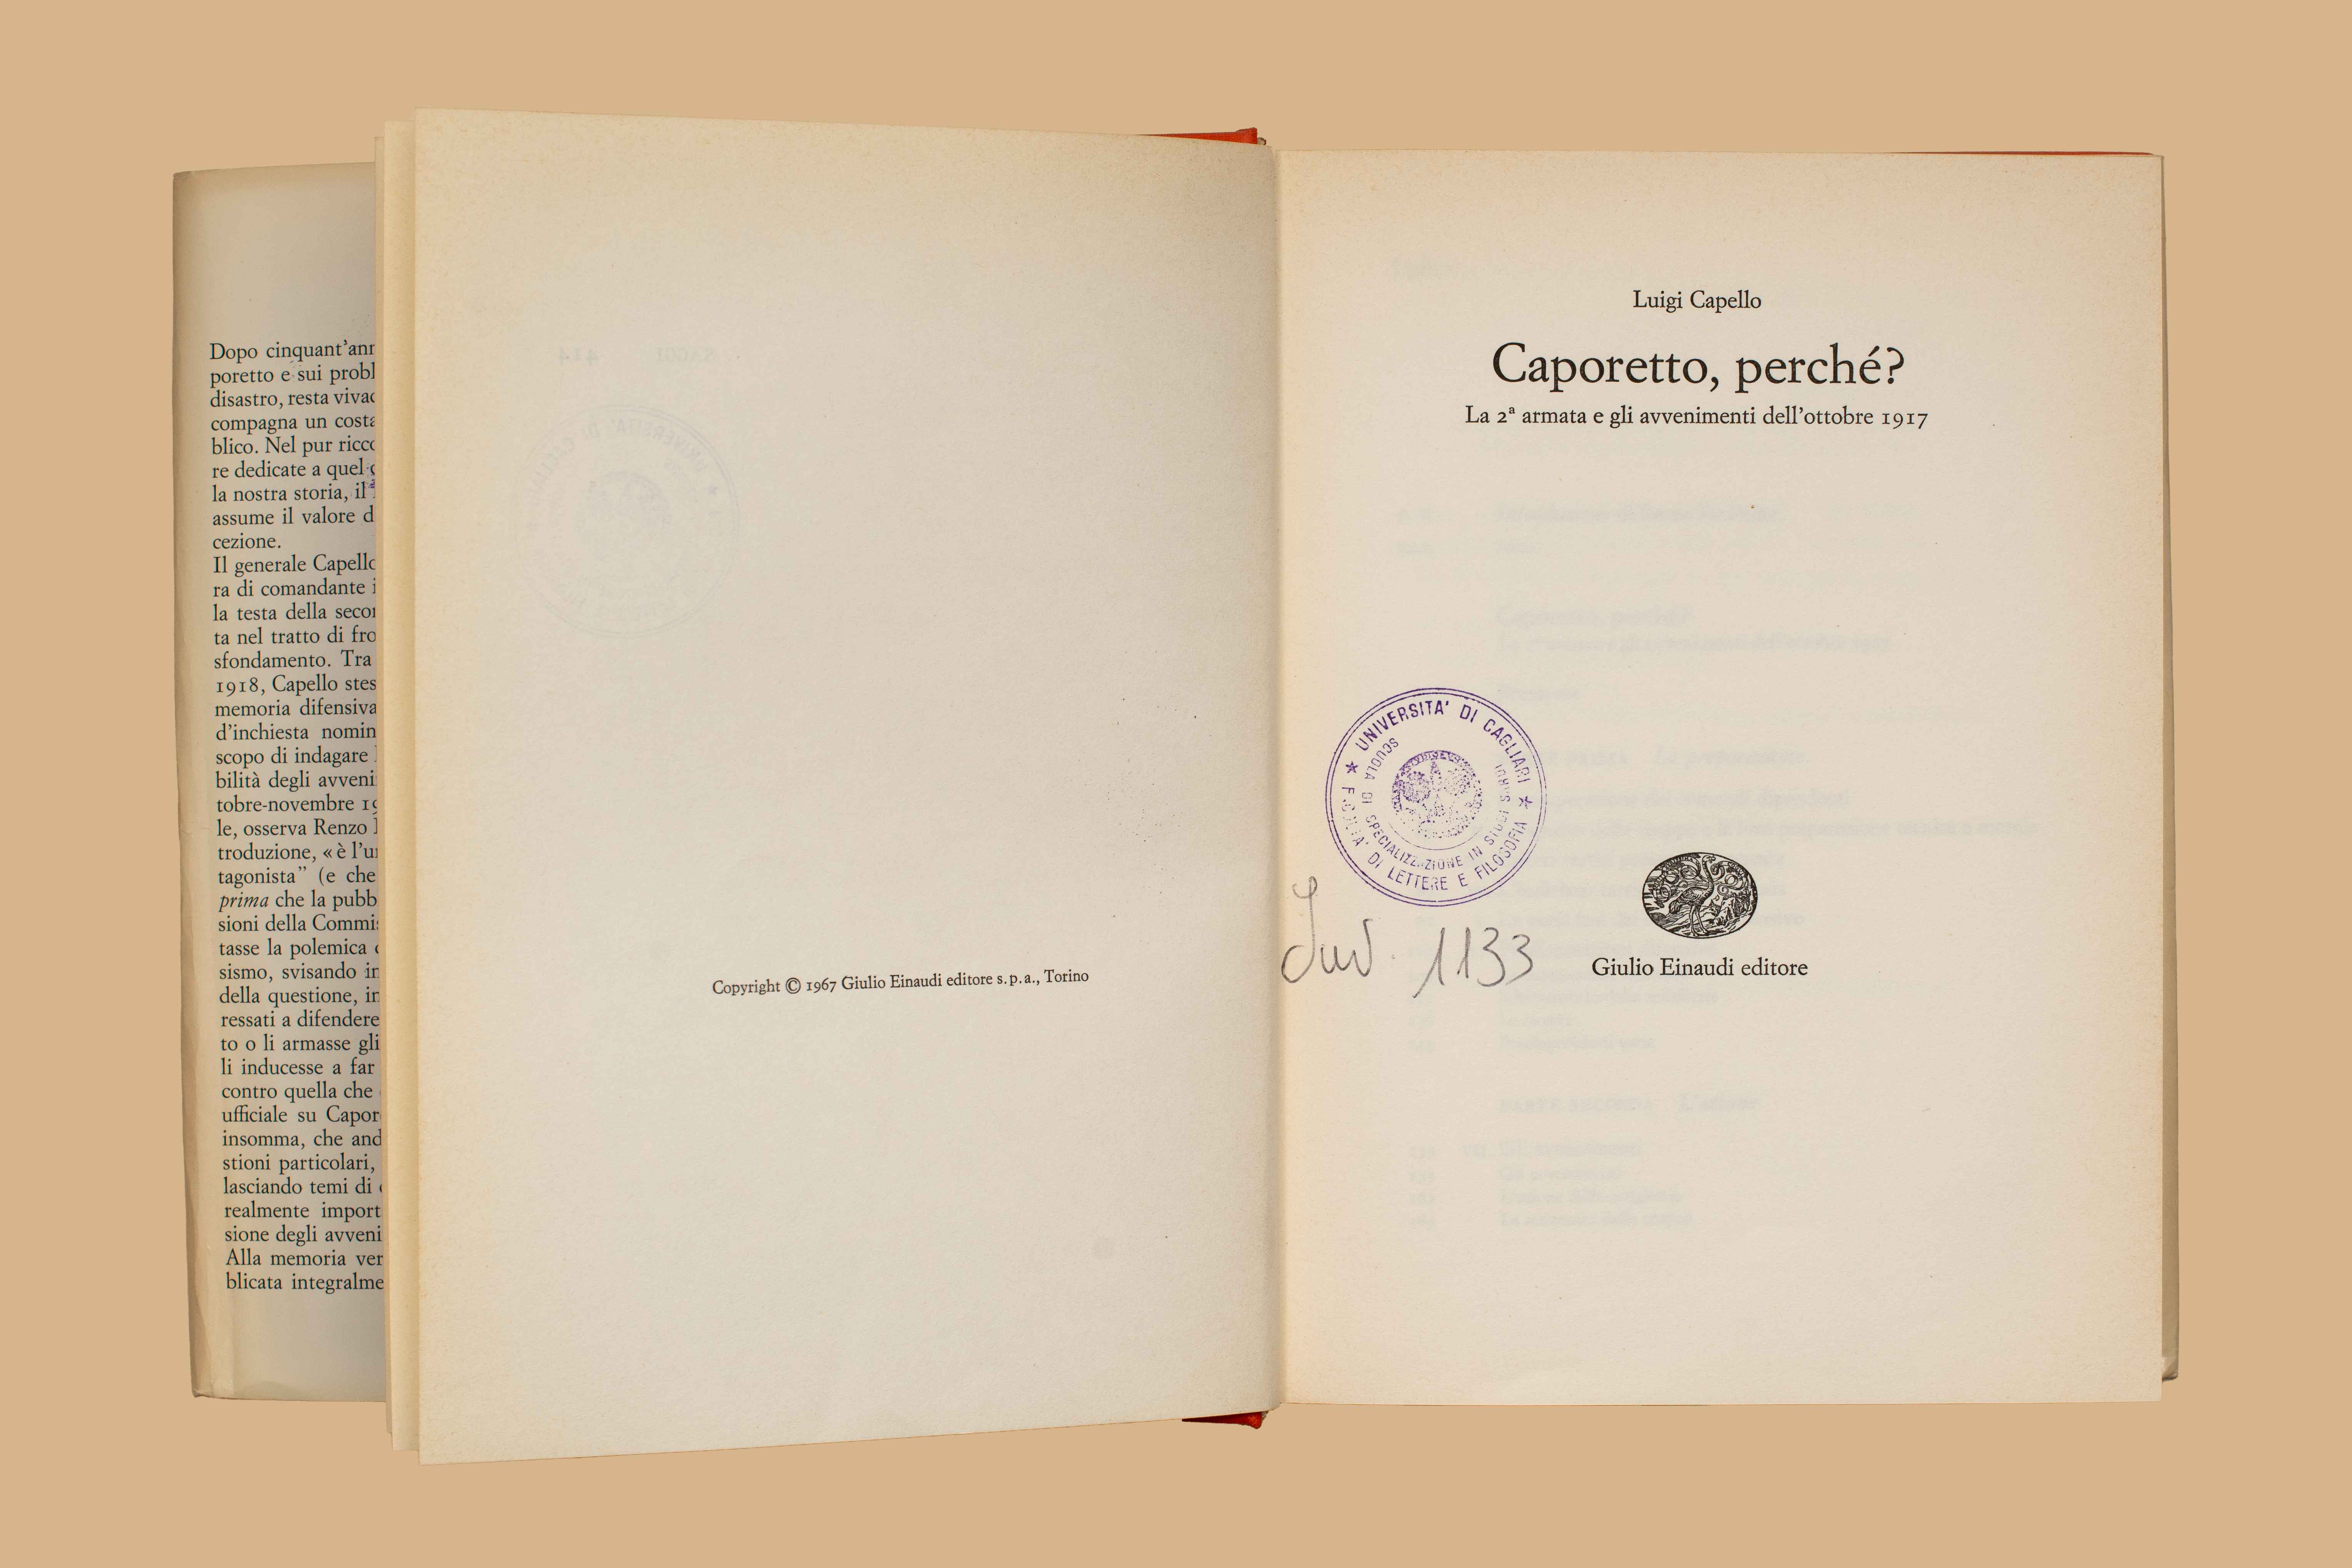 Dopo cinquant'ann
poretto e sui probl
disastro, resta vivac
compagna un costa
blico. Nel pur ricco
re dedicate a quel
la nostra storia, il
assume il valore d
cezione.
Il generale Capello
ra di comandante i
la testa della secon
ta nel tratto di fro
sfondamento. Tra
1918, Capello stes
memoria difensiva
d'inchiesta nomin
scopo di indagare
bilità degli avveni
tobre-novembre 19
le, osserva Renzo
troduzione, «è l'u
tagonista” (e che
prima che la pubb
sioni della Commi
tasse la polemica
sismo, svisando in
della questione, in
ressati a difendere
to o li armasse gli
li inducesse a far
contro quella che
ufficiale su Capor
insomma, che and
stioni particolari,
lasciando temi di
realmente import
sione degli avveni
Alla memoria ver
blicata integralme
Copyright © 1967 Giulio Einaudi editore s.p.a., Torino
Luigi Capello
Caporetto, perché?
La 2ª armata e gli avvenimenti dell'ottobre 1917
★ UNIVERSITA' DI CAGLIARI ★
FACOLTA' DI LETTERE E FILOSOFIA
SCUOLA DI SPECIALIZZAZIONE IN STUDI SARDI
Inv. 1133
Giulio Einaudi editore